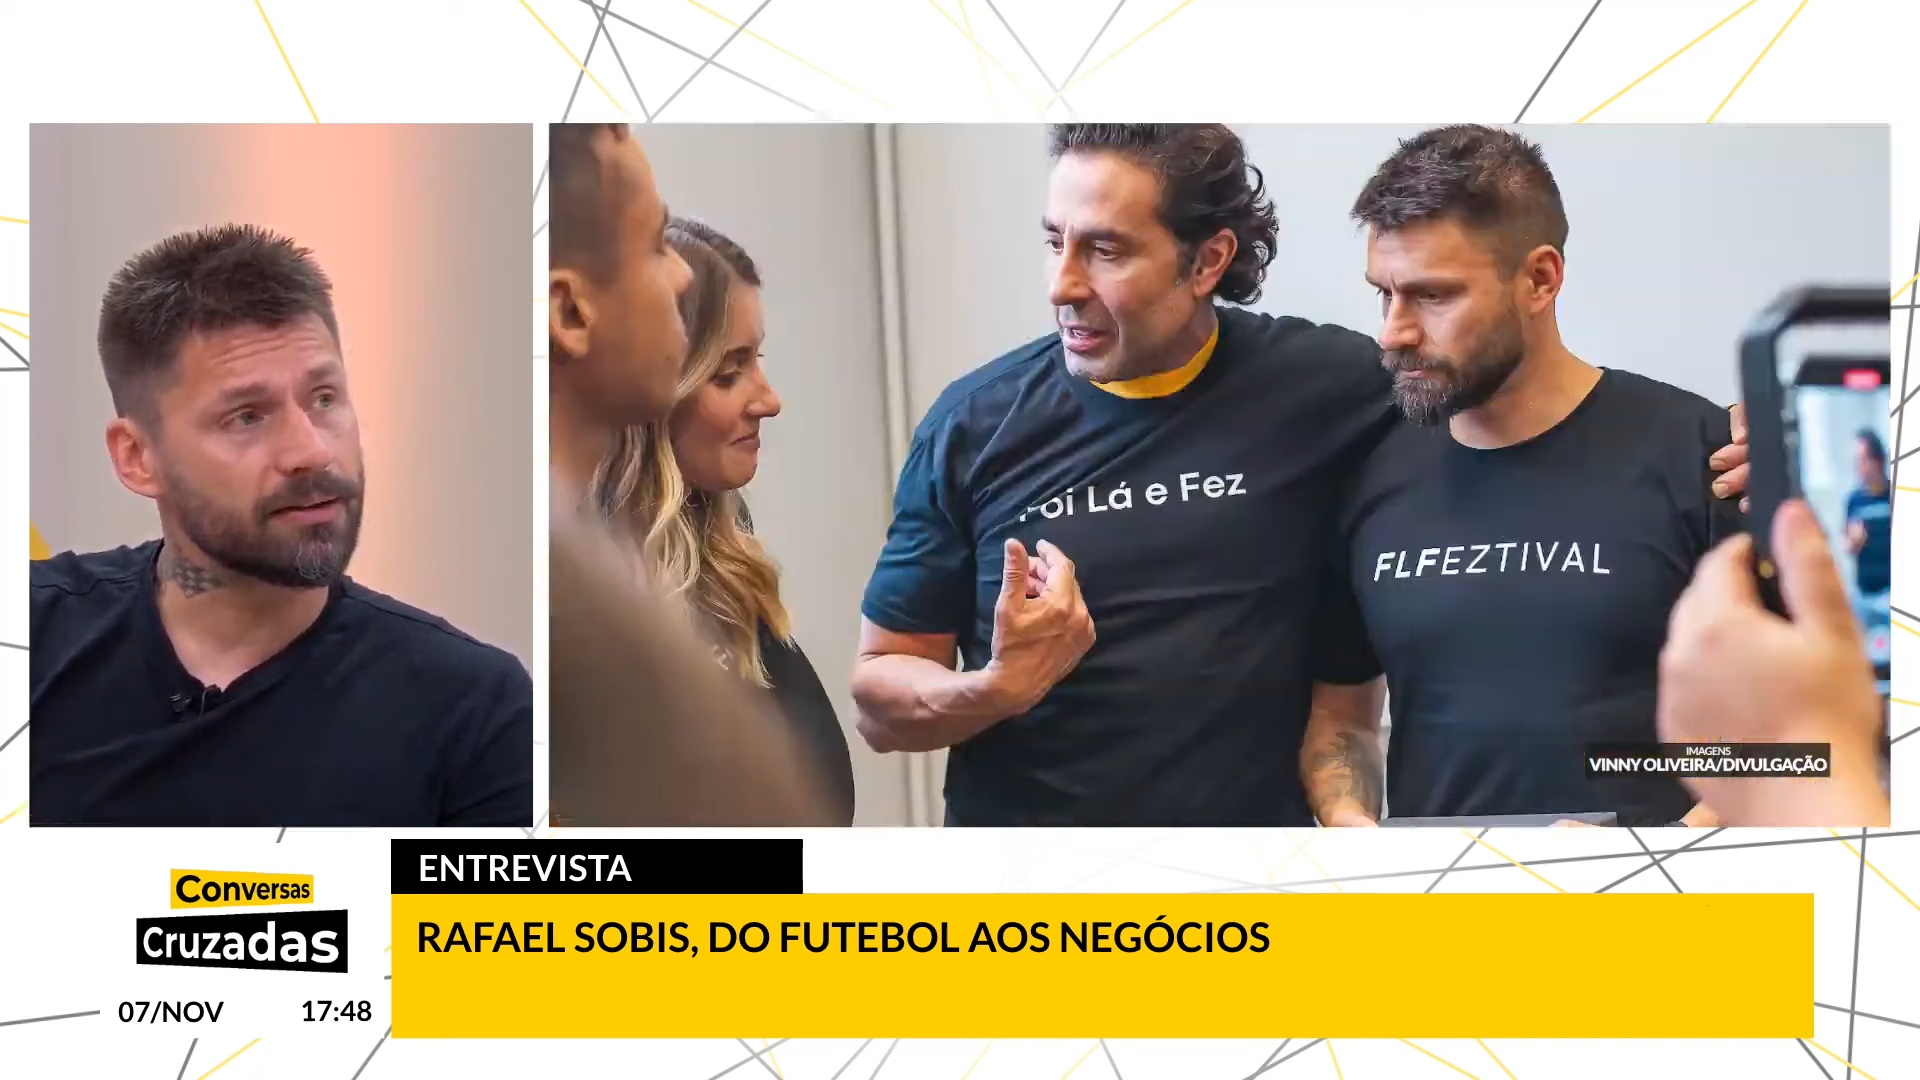 oi Lá e Fez
FLFEZTIVAL
IMAGENS
VINNY OLIVEIRA/DIVULGAÇÃO
ENTREVISTA
RAFAEL SOBIS, DO FUTEBOL AOS NEGÓCIOS
Conversas
Cruzadas
07/NOV 17:48